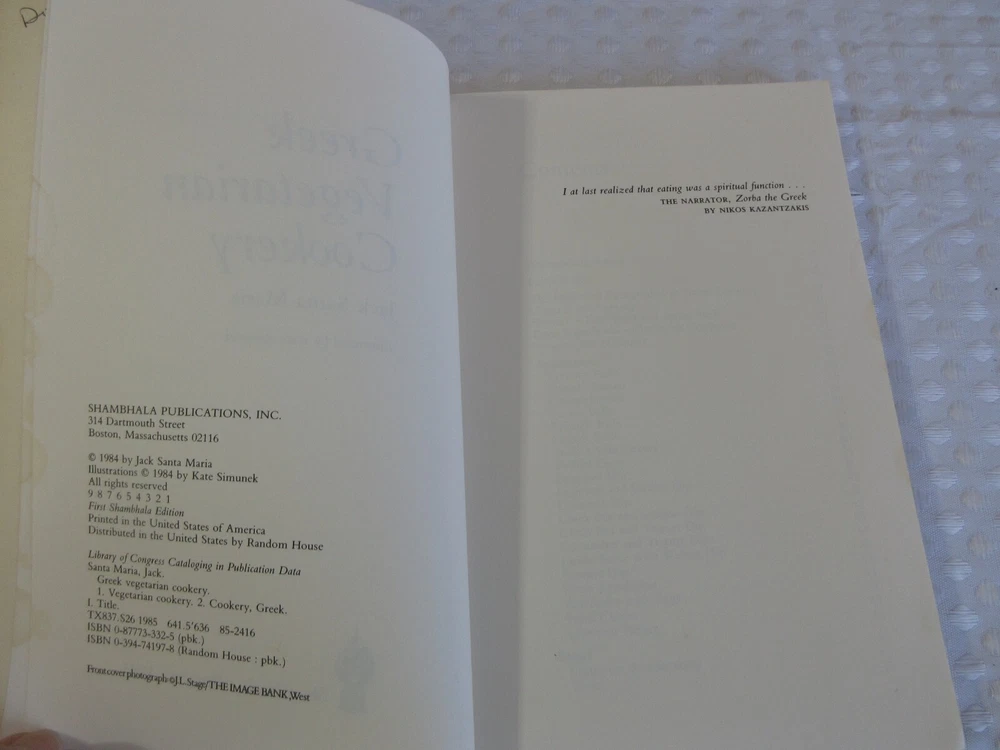 SHAMBHALA PUBLICATIONS, INC.
314 Dartmouth Street
Boston, Massachusetts 02116
© 1984 by Jack Santa Maria
Illustrations © 1984 by Kate Simunek
All rights reserved
9 8 7 6 5 4 3 2 1
First Shambhala Edition
Printed in the United States of America
Distributed in the United States by Random House
Library of Congress Cataloging in Publication Data
Santa Maria, Jack.
Greek vegetarian cookery.
1. Vegetarian cookery. 2. Cookery, Greek.
I. Title.
TX837.S26 1985 641.5'636 85-2416
ISBN 0-87773-332-5 (pbk.)
ISBN 0-394-74197-8 (Random House : pbk.)
Front cover photograph © J.L. Stage/THE IMAGE BANK, West
I at last realized that eating was a spiritual function . . .
THE NARRATOR, Zorba the Greek
BY NIKOS KAZANTZAKIS
Greek
Vegetarian
Cookery
Jack Santa Maria